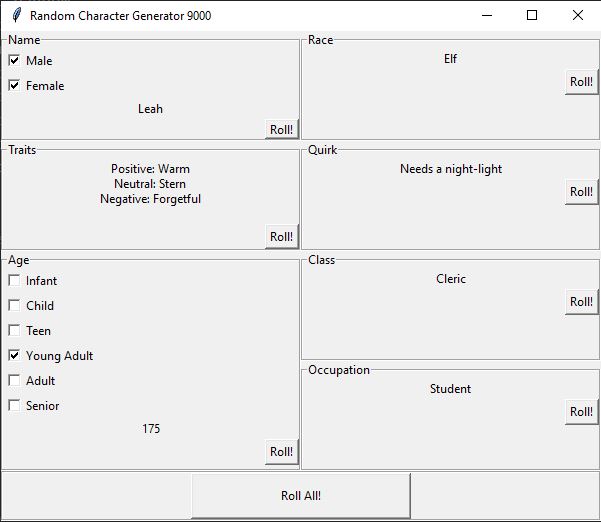 Random Character Generator 9000
Name
Male
Female
Leah
Roll!
Race
Elf
Roll!
Traits
Positive: Warm
Neutral: Stern
Negative: Forgetful
Roll!
Quirk
Needs a night-light
Roll!
Age
Infant
Child
Teen
Young Adult
Adult
Senior
175
Roll!
Class
Cleric
Roll!
Occupation
Student
Roll!
Roll All!